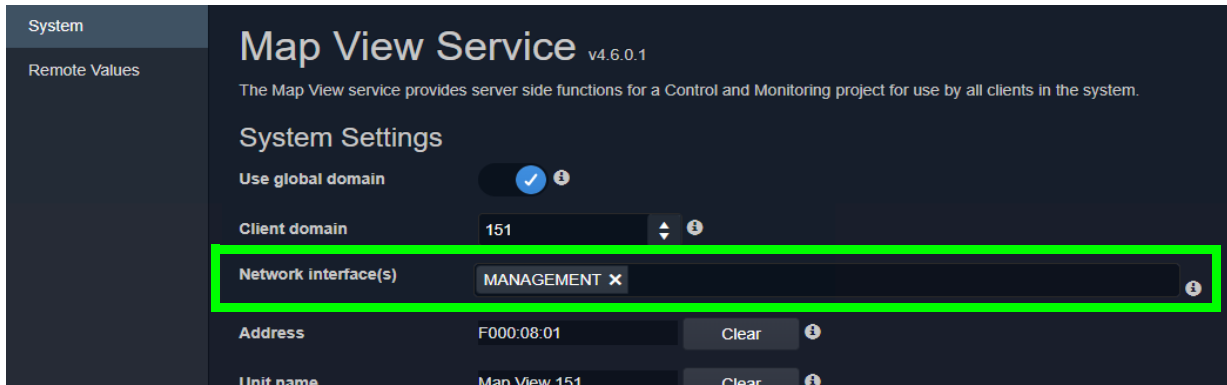 System
Remote Values
Map View Service v4.6.0.1
The Map View service provides server side functions for a Control and Monitoring project for use by all clients in the system.
System Settings
Use global domain
Client domain 151
Network interface(s) MANAGEMENT ×
Address F000:08:01 Clear
Unit name Map View 151 Clear